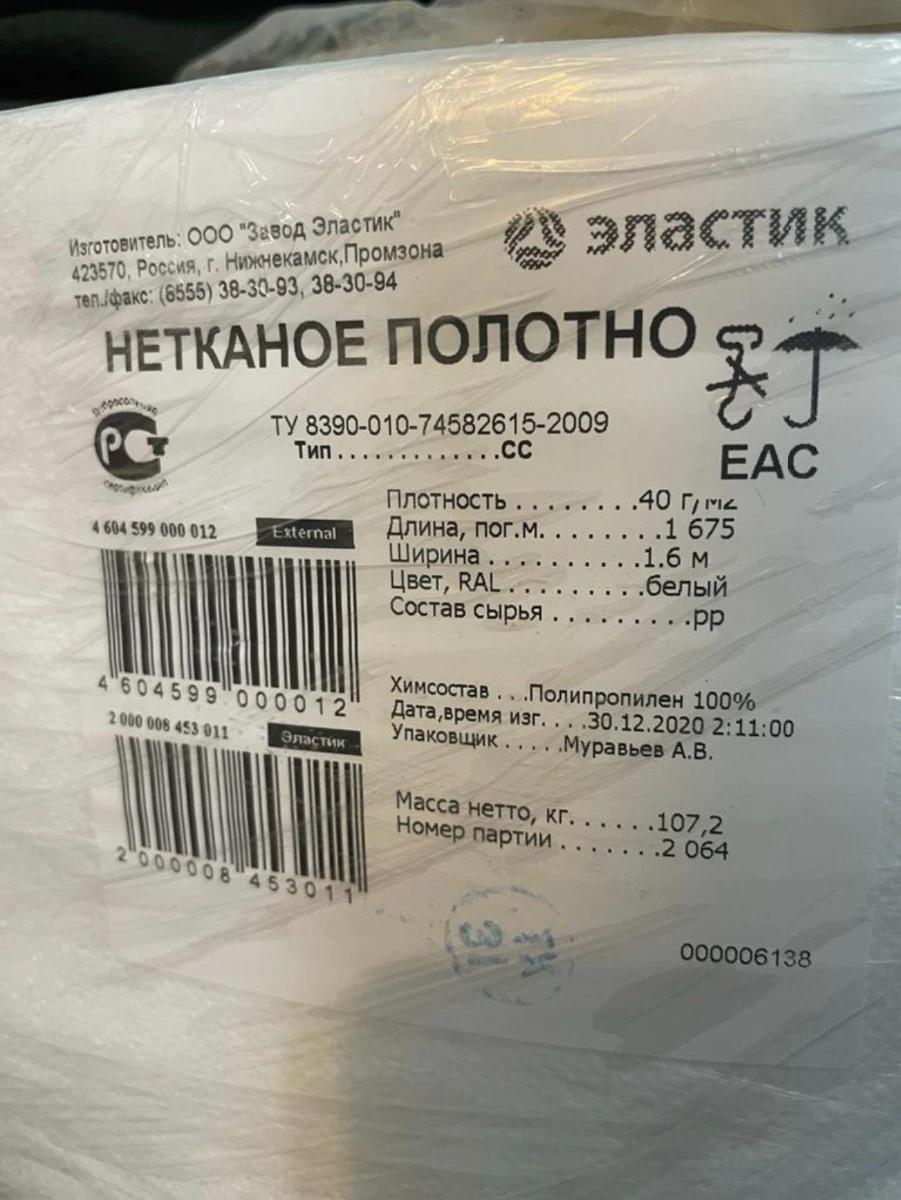 Изготовитель: ООО "Завод Эластик"
423570, Россия, г. Нижнекамск,Промзона
тел./факс: (8555) 38-30-93, 38-30-94
эластик
НЕТКАНОЕ ПОЛОТНО
добровольная
РСТ
сертификация
ТУ 8390-010-74582615-2009
Тип.............СС
EAC
Плотность........40 г/м2
Длина, пог.м.........1 675
Ширина..........1.6 м
Цвет, RAL.........белый
Состав сырья.........pp
4 604 599 000 012
External
4 604599 000012
Химсостав...Полипропилен 100%
Дата,время изг....30.12.2020 2:11:00
Упаковщик.....Муравьев А.В.
2 000 008 453 011
Эластик
2 000008 453011
Масса нетто, кг.......107,2
Номер партии........2 064
000006138